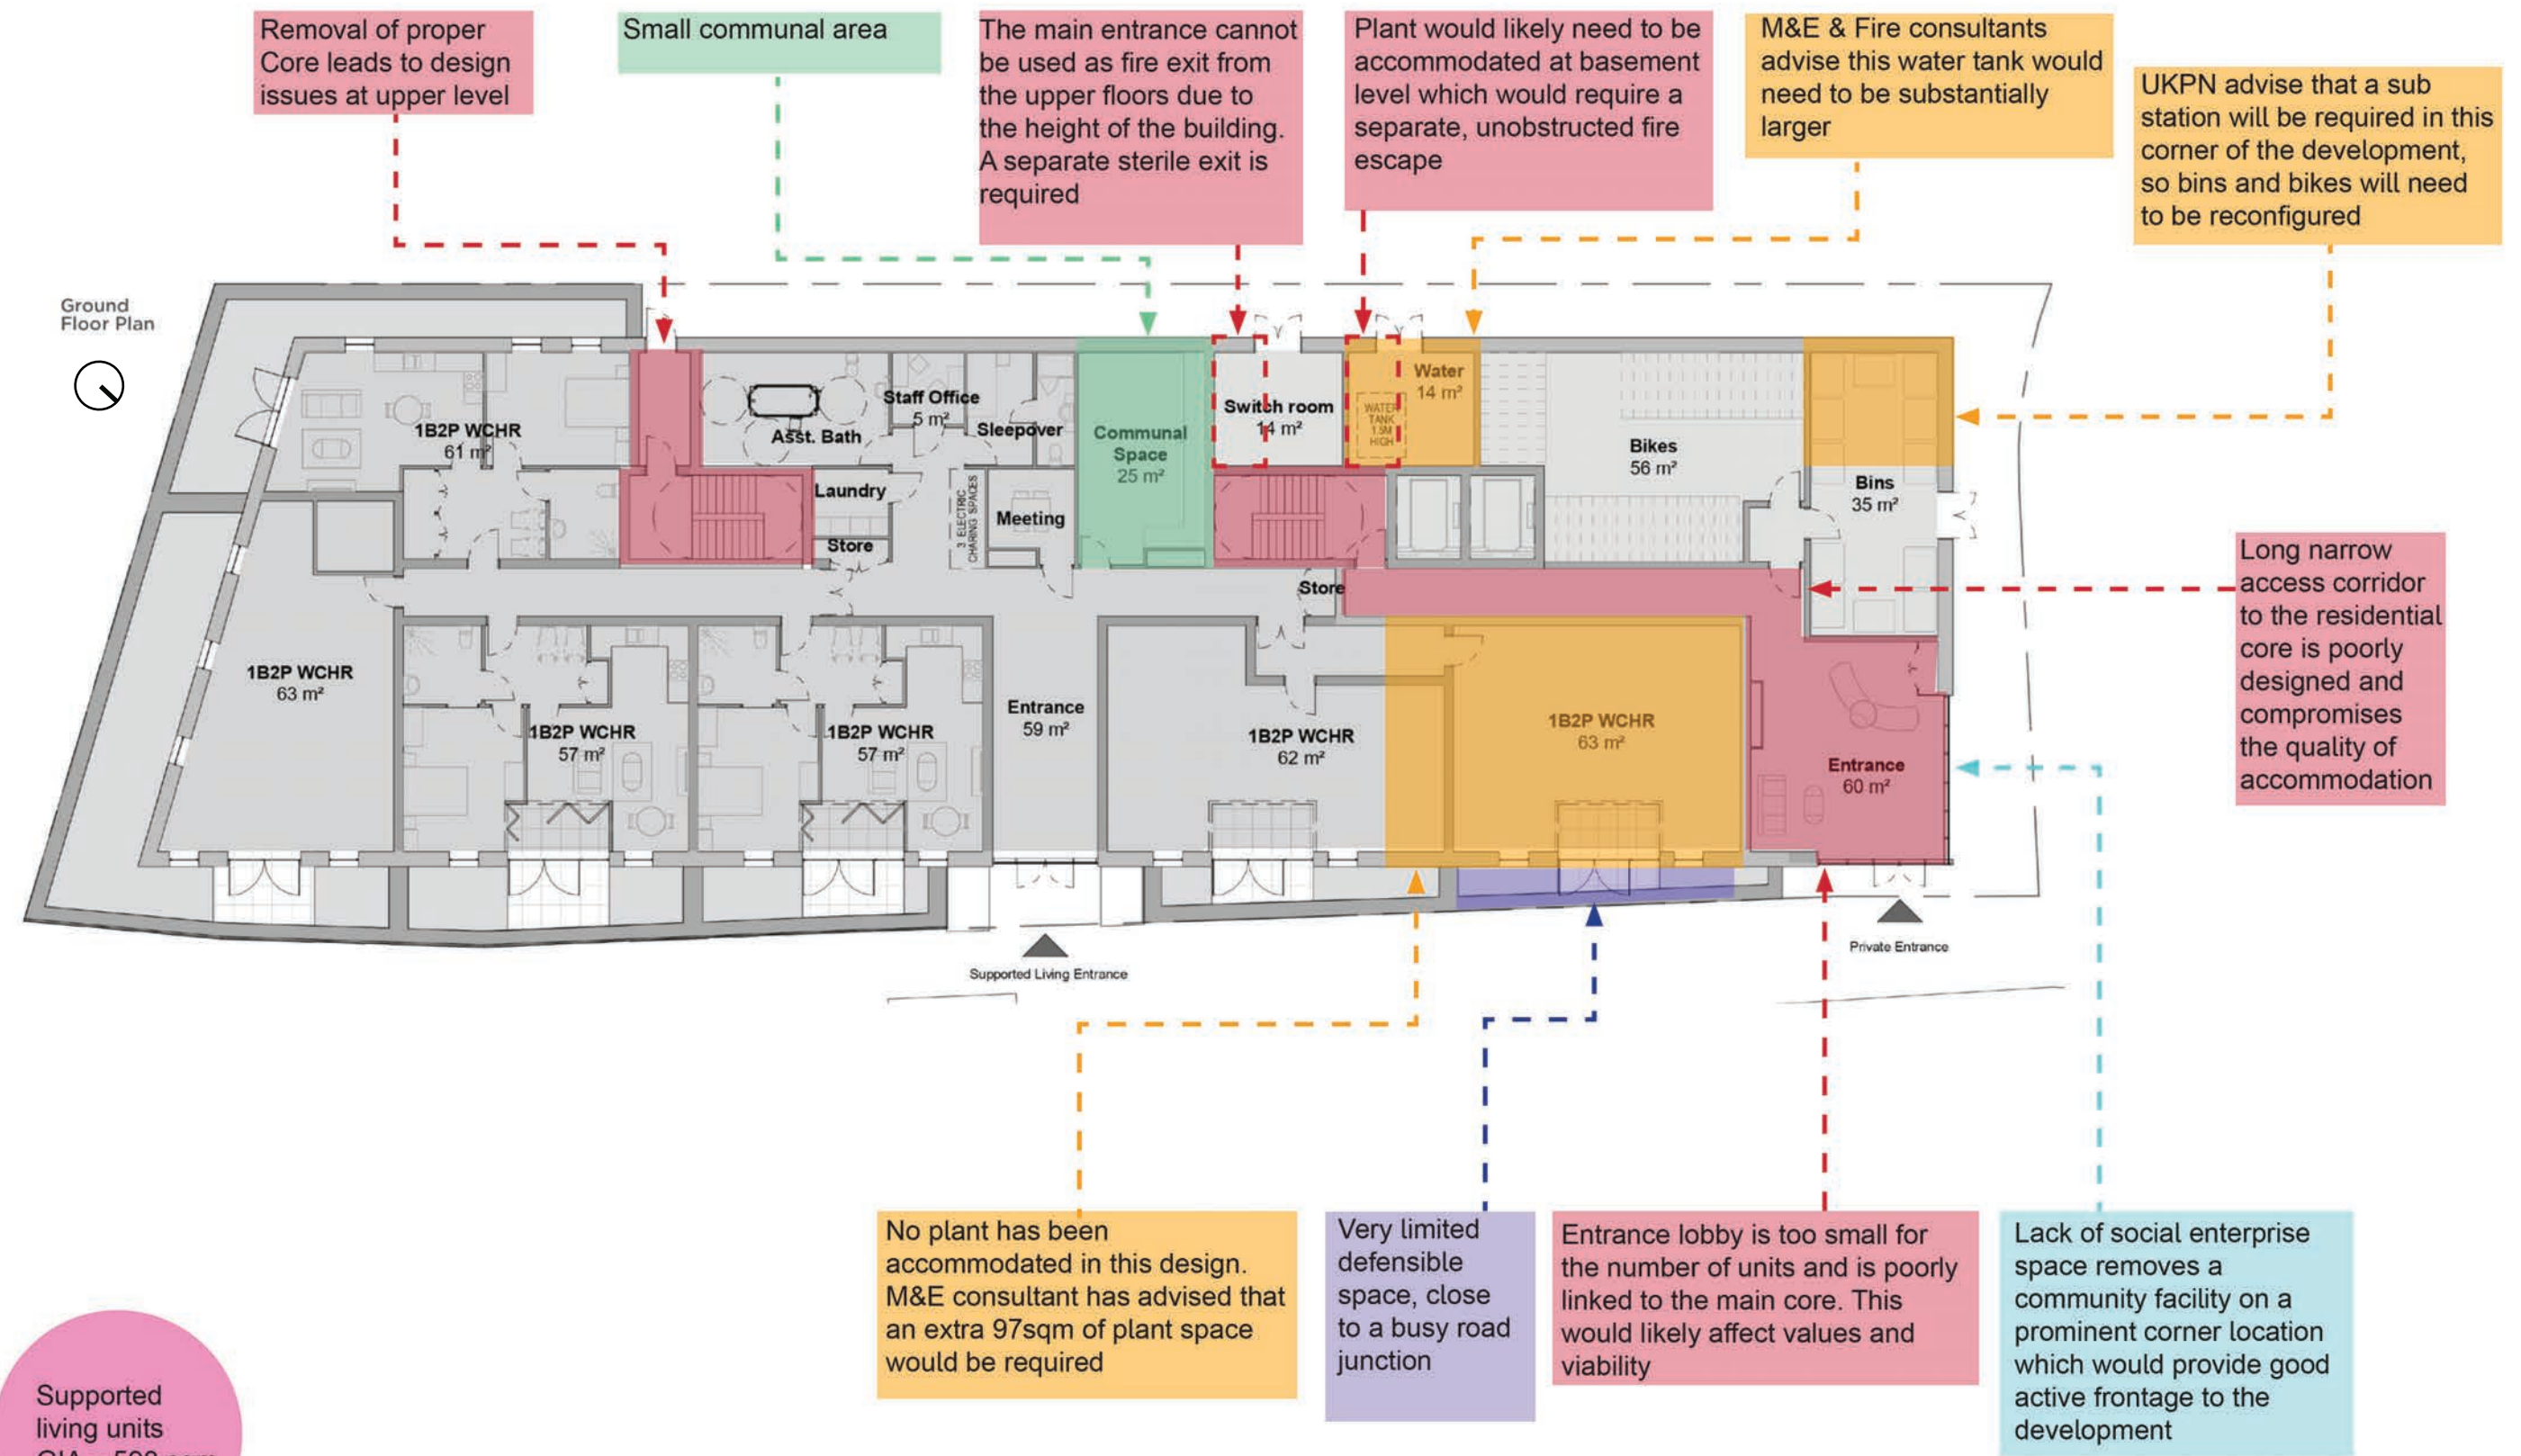 Removal of proper
Core leads to design
issues at upper level
Small communal area
The main entrance cannot
be used as fire exit from
the upper floors due to
the height of the building.
A separate sterile exit is
required
Plant would likely need to be
accommodated at basement
level which would require a
separate, unobstructed fire
escape
M&E & Fire consultants
advise this water tank would
need to be substantially
larger
UKPN advise that a sub
station will be required in this
corner of the development,
so bins and bikes will need
to be reconfigured
Ground
Floor Plan
1B2P WCHR
61 m²
Asst. Bath
Staff Office
5 m²
Sleepover
Communal
Space
25 m²
Switch room
14 m²
Water
14 m²
WATER
TANK
1.5M
HIGH
Bikes
56 m²
Bins
35 m²
Laundry
Store
3 ELECTRIC
CHARING SPACES
Meeting
Store
Long narrow
access corridor
to the residential
core is poorly
designed and
compromises
the quality of
accommodation
1B2P WCHR
63 m²
1B2P WCHR
57 m²
1B2P WCHR
57 m²
Entrance
59 m²
1B2P WCHR
62 m²
1B2P WCHR
63 m²
Entrance
60 m²
Supported Living Entrance
Private Entrance
No plant has been
accommodated in this design.
M&E consultant has advised that
an extra 97sqm of plant space
would be required
Very limited
defensible
space, close
to a busy road
junction
Entrance lobby is too small for
the number of units and is poorly
linked to the main core. This
would likely affect values and
viability
Lack of social enterprise
space removes a
community facility on a
prominent corner location
which would provide good
active frontage to the
development
Supported
living units